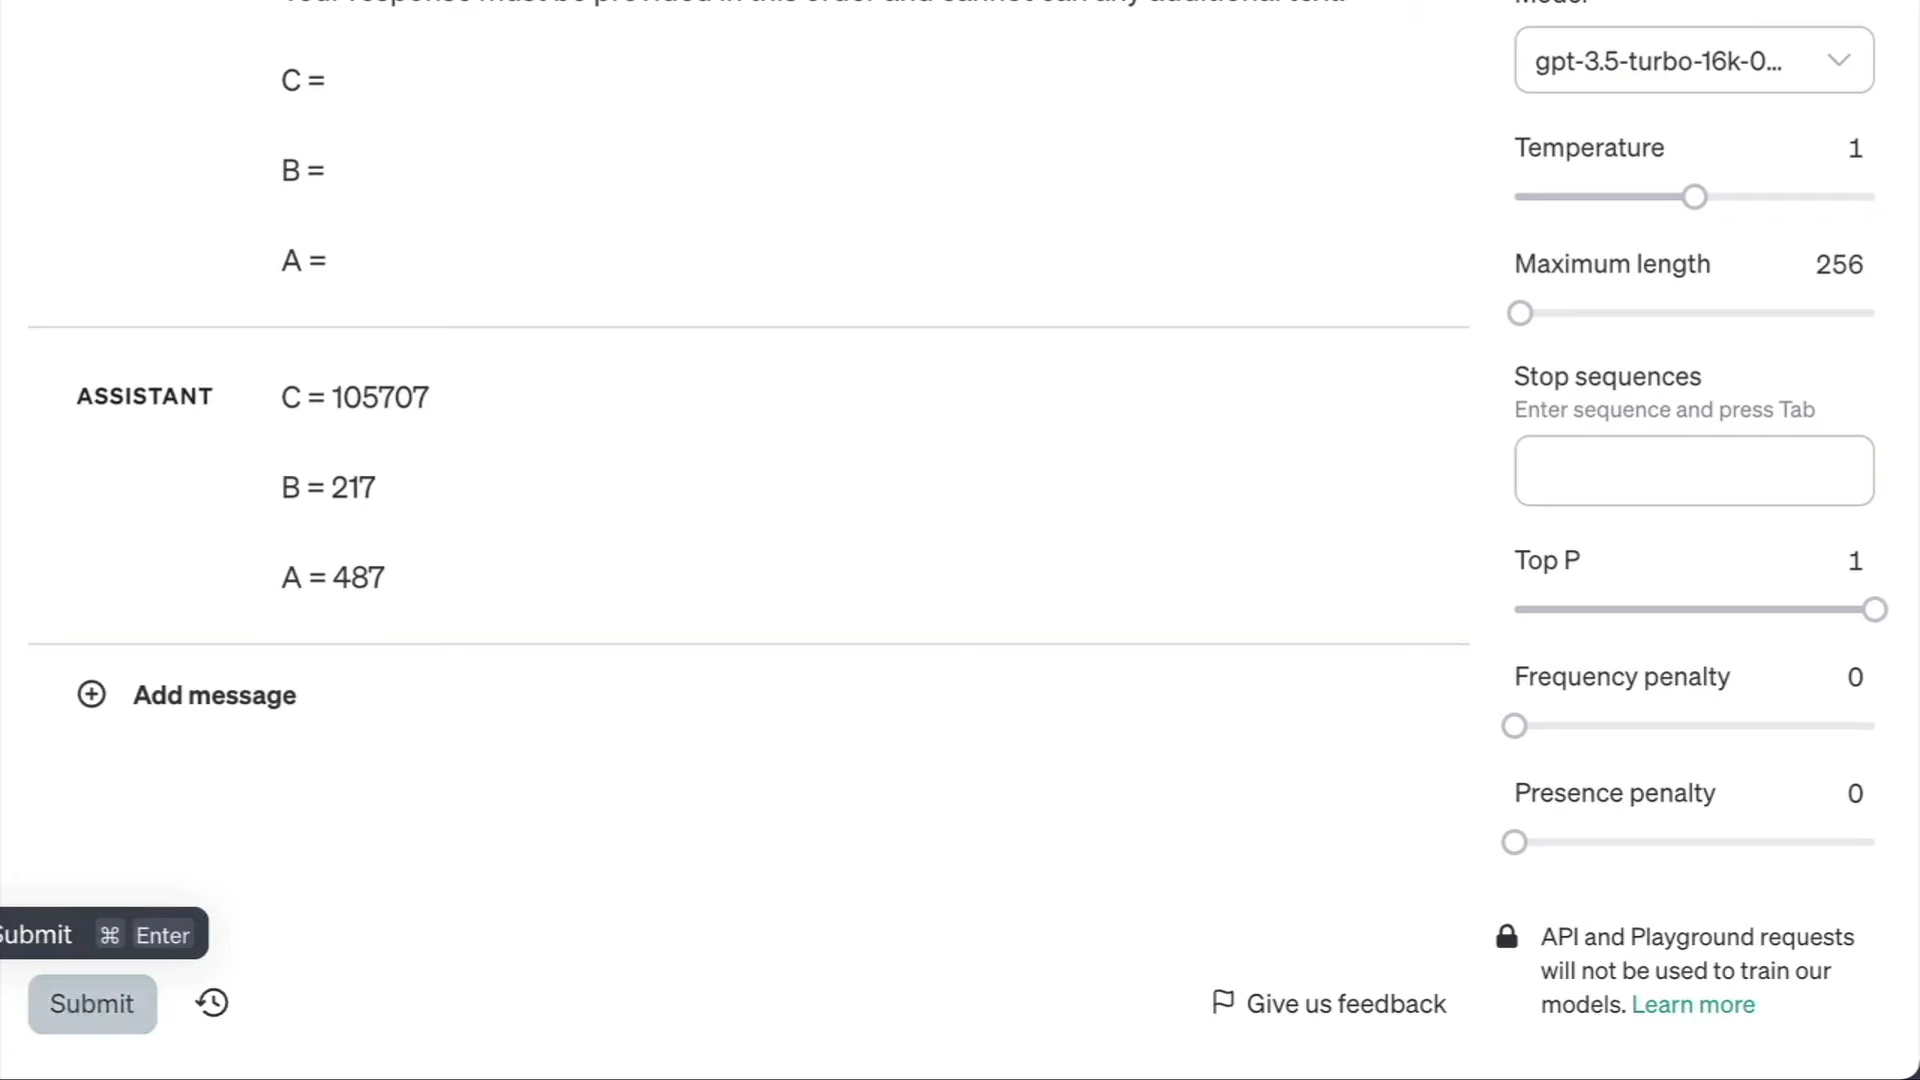 C =
B =
A =
ASSISTANT
C = 105707
B = 217
A = 487
Add message
Submit ⌘ Enter
Submit
Give us feedback
gpt-3.5-turbo-16k-0...
Temperature 1
Maximum length 256
Stop sequences
Enter sequence and press Tab
Top P 1
Frequency penalty 0
Presence penalty 0
API and Playground requests
will not be used to train our
models. Learn more